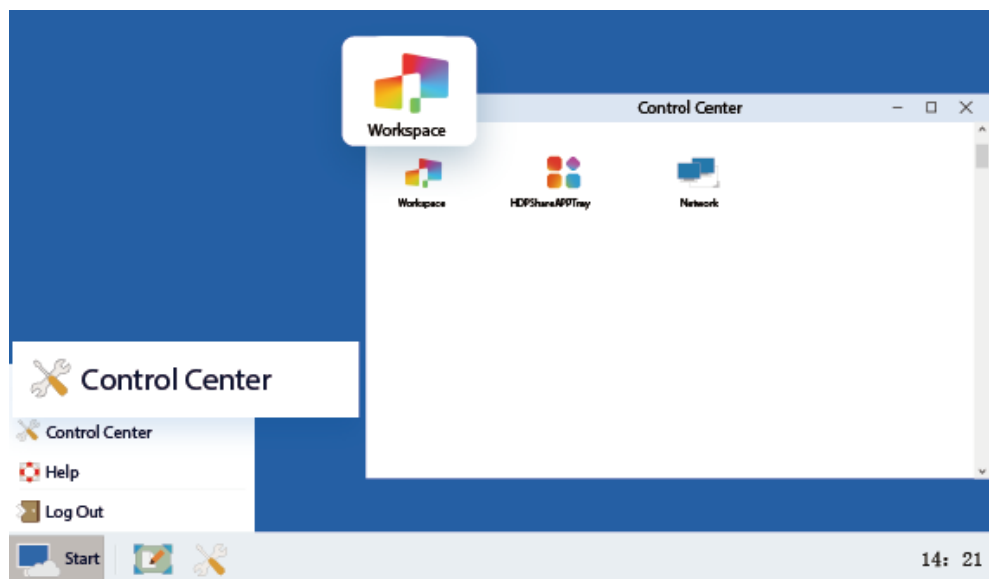 Workspace
Control Center
Workspace
HDPShareAPPTray
Network
Control Center
Control Center
Help
Log Out
Start
14: 21